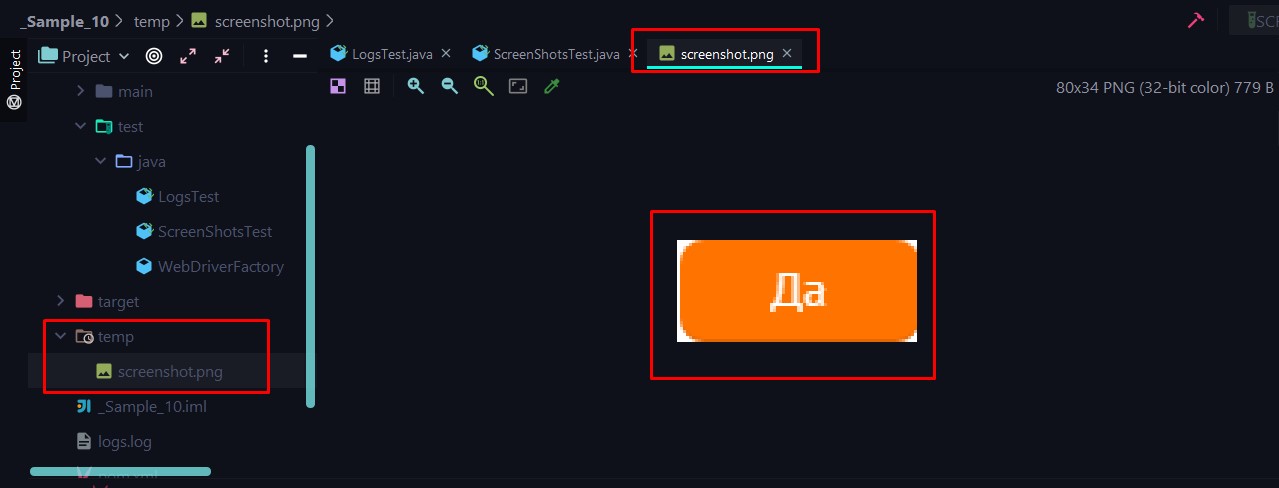 _Sample_10 temp screenshot.png
Project
Project
LogsTest.java ScreenShotsTest.java screenshot.png
80x34 PNG (32-bit color) 779 B
main
test
java
LogsTest
ScreenShotsTest
WebDriverFactory
target
temp
screenshot.png
_Sample_10.iml
logs.log
Да